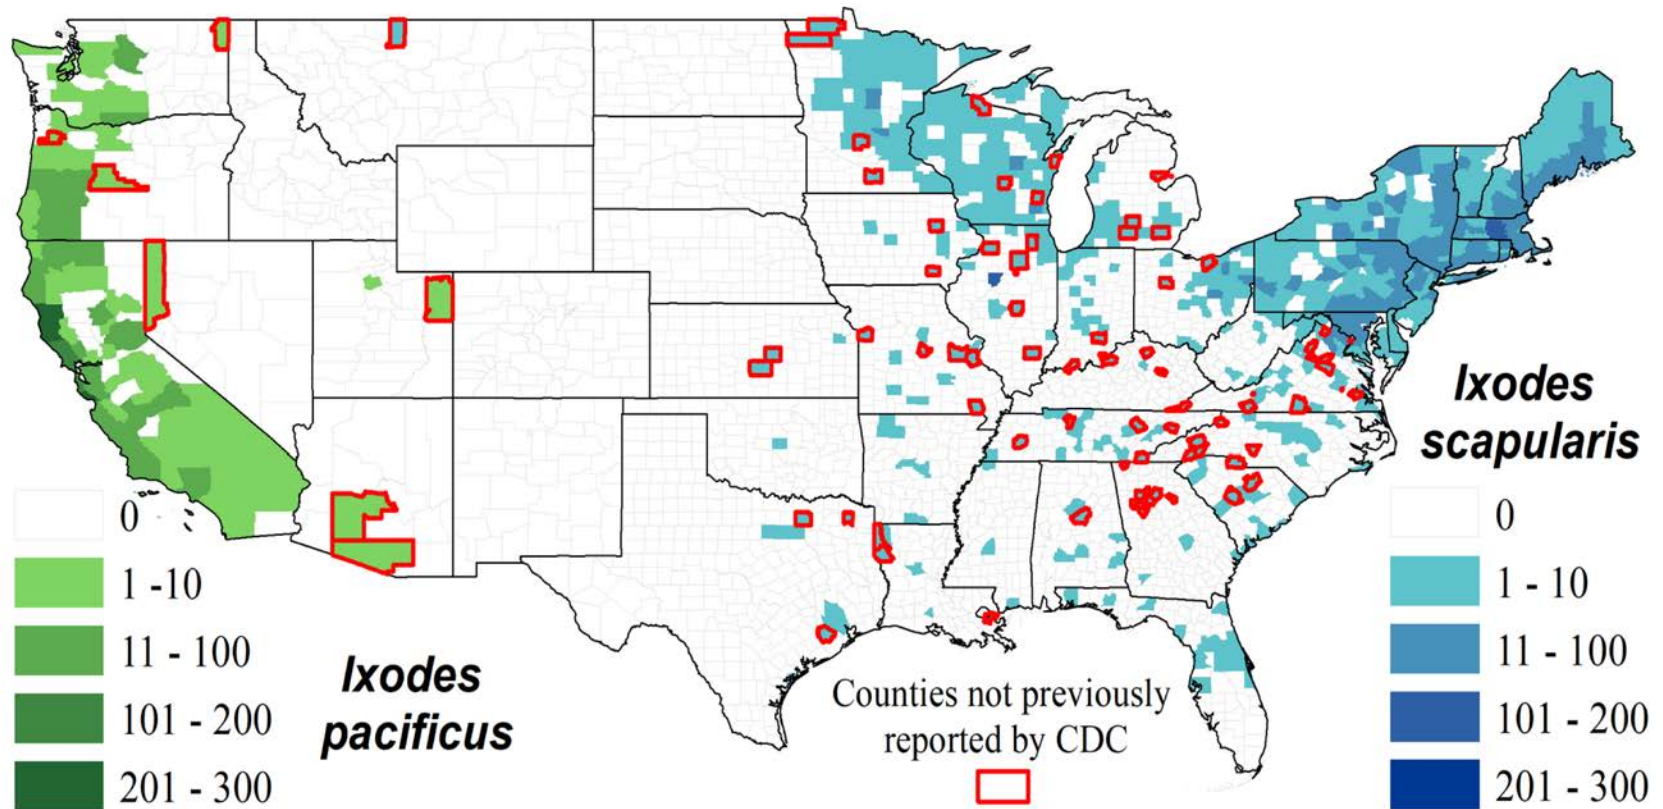 0
1 -10
11 - 100
101 - 200
201 - 300
Ixodes
pacificus
Counties not previously
reported by CDC
Ixodes
scapularis
0
1 - 10
11 - 100
101 - 200
201 - 300